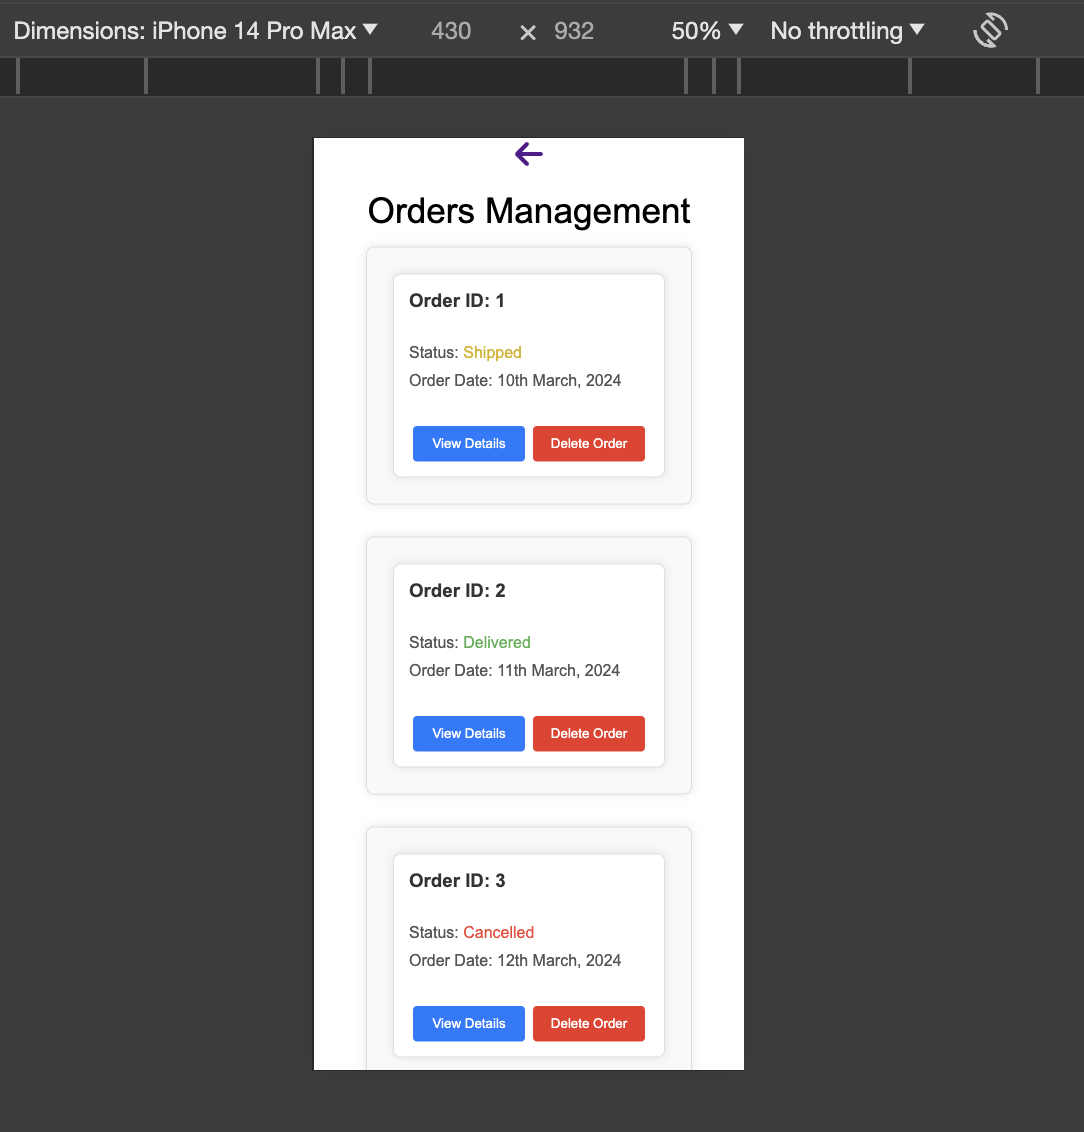 Dimensions: iPhone 14 Pro Max 430 × 932 50% No throttling
Orders Management
Order ID: 1
Status: Shipped
Order Date: 10th March, 2024
View Details Delete Order
Order ID: 2
Status: Delivered
Order Date: 11th March, 2024
View Details Delete Order
Order ID: 3
Status: Cancelled
Order Date: 12th March, 2024
View Details Delete Order